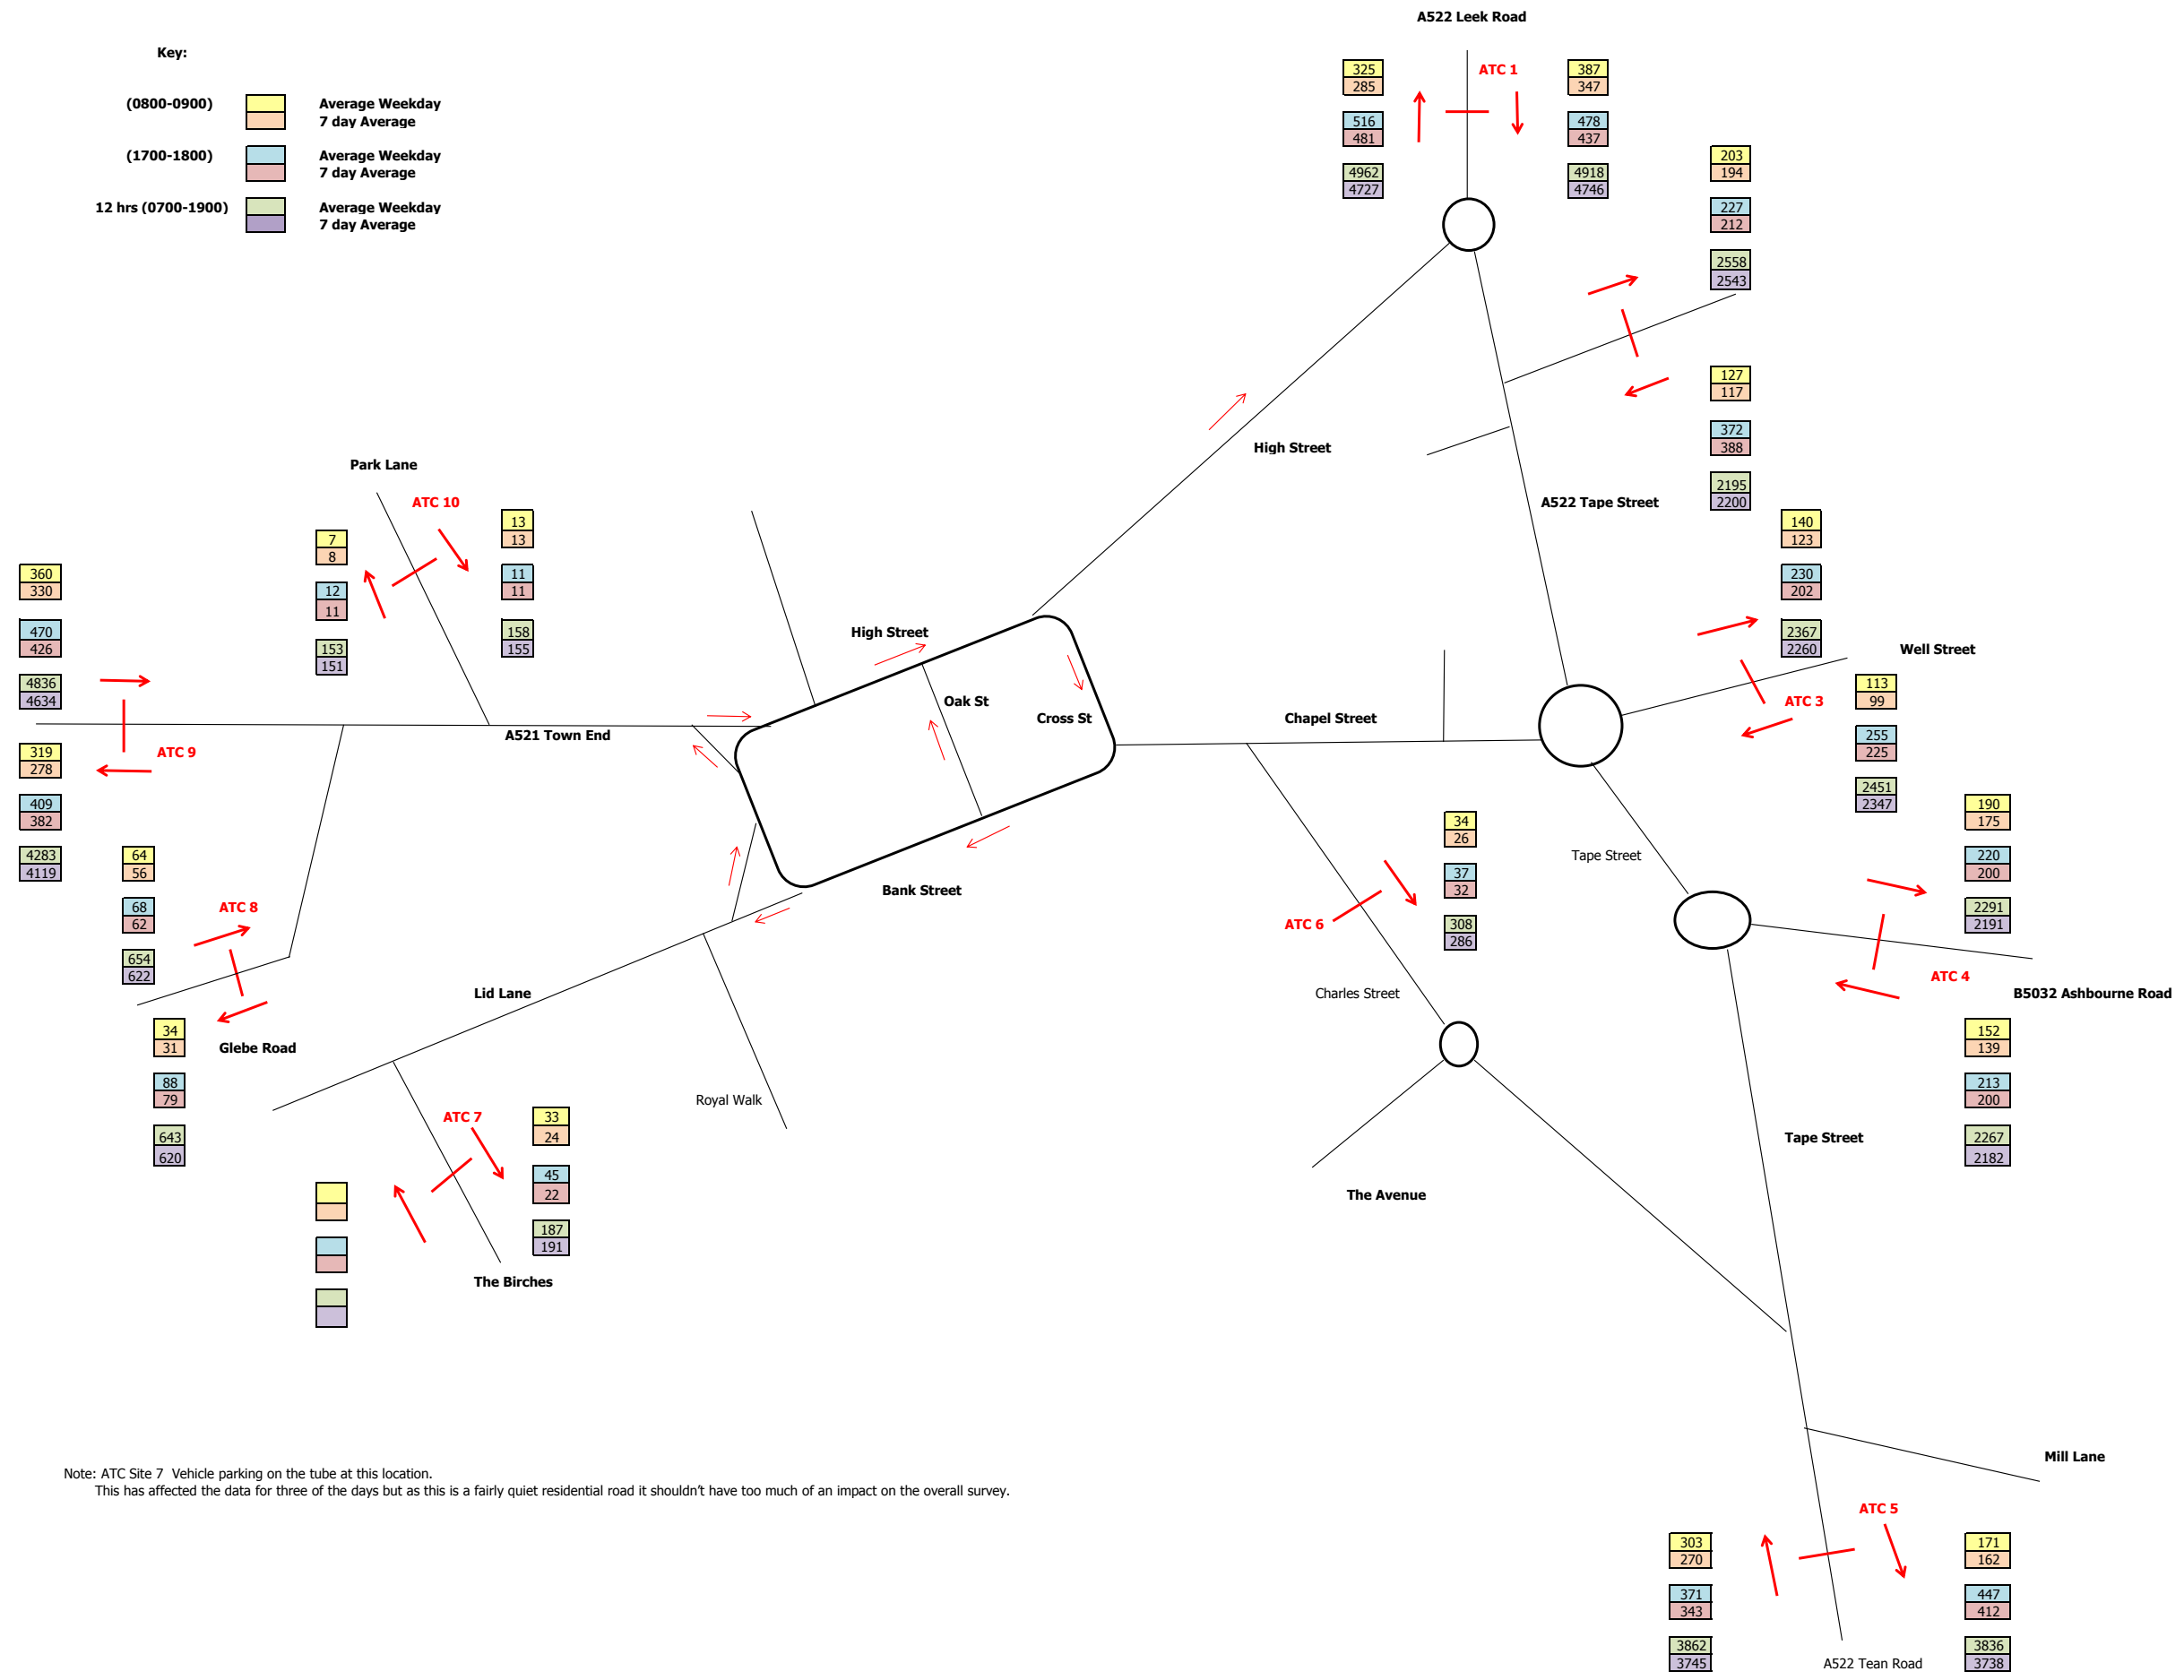 A522 Leek Road
Key:
(0800-0900)
Average Weekday
7 day Average
(1700-1800)
Average Weekday
7 day Average
12 hrs (0700-1900)
Average Weekday
7 day Average
ATC 1
325
285
516
481
4962
4727
387
347
478
437
4918
4746
203
194
227
212
2558
2543
127
117
372
388
2195
2200
High Street
A522 Tape Street
Park Lane
ATC 10
7
8
12
11
153
151
13
13
11
11
158
155
360
330
470
426
4836
4634
A521 Town End
ATC 9
319
278
409
382
4283
4119
High Street
Oak St
Cross St
Bank Street
Chapel Street
140
123
230
202
2367
2260
Well Street
ATC 3
113
99
255
225
2451
2347
Tape Street
190
175
220
200
2291
2191
ATC 4
B5032 Ashbourne Road
152
139
213
200
2267
2182
34
26
37
32
308
286
ATC 6
Charles Street
The Avenue
Tape Street
64
56
68
62
654
622
ATC 8
34
31
88
79
643
620
Glebe Road
Lid Lane
Royal Walk
ATC 7
33
24
45
22
187
191
The Birches
Mill Lane
Note: ATC Site 7 Vehicle parking on the tube at this location.
This has affected the data for three of the days but as this is a fairly quiet residential road it shouldn't have too much of an impact on the overall survey.
ATC 5
303
270
371
343
3862
3745
171
162
447
412
3836
3738
A522 Tean Road